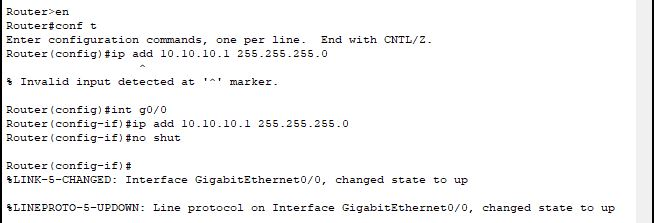 Router>en
Router#conf t
Enter configuration commands, one per line.  End with CNTL/Z.
Router(config)#ip add 10.10.10.1 255.255.255.0
^
% Invalid input detected at '^' marker.
Router(config)#int g0/0
Router(config-if)#ip add 10.10.10.1 255.255.255.0
Router(config-if)#no shut
Router(config-if)#
%LINK-5-CHANGED: Interface GigabitEthernet0/0, changed state to up
%LINEPROTO-5-UPDOWN: Line protocol on Interface GigabitEthernet0/0, changed state to up